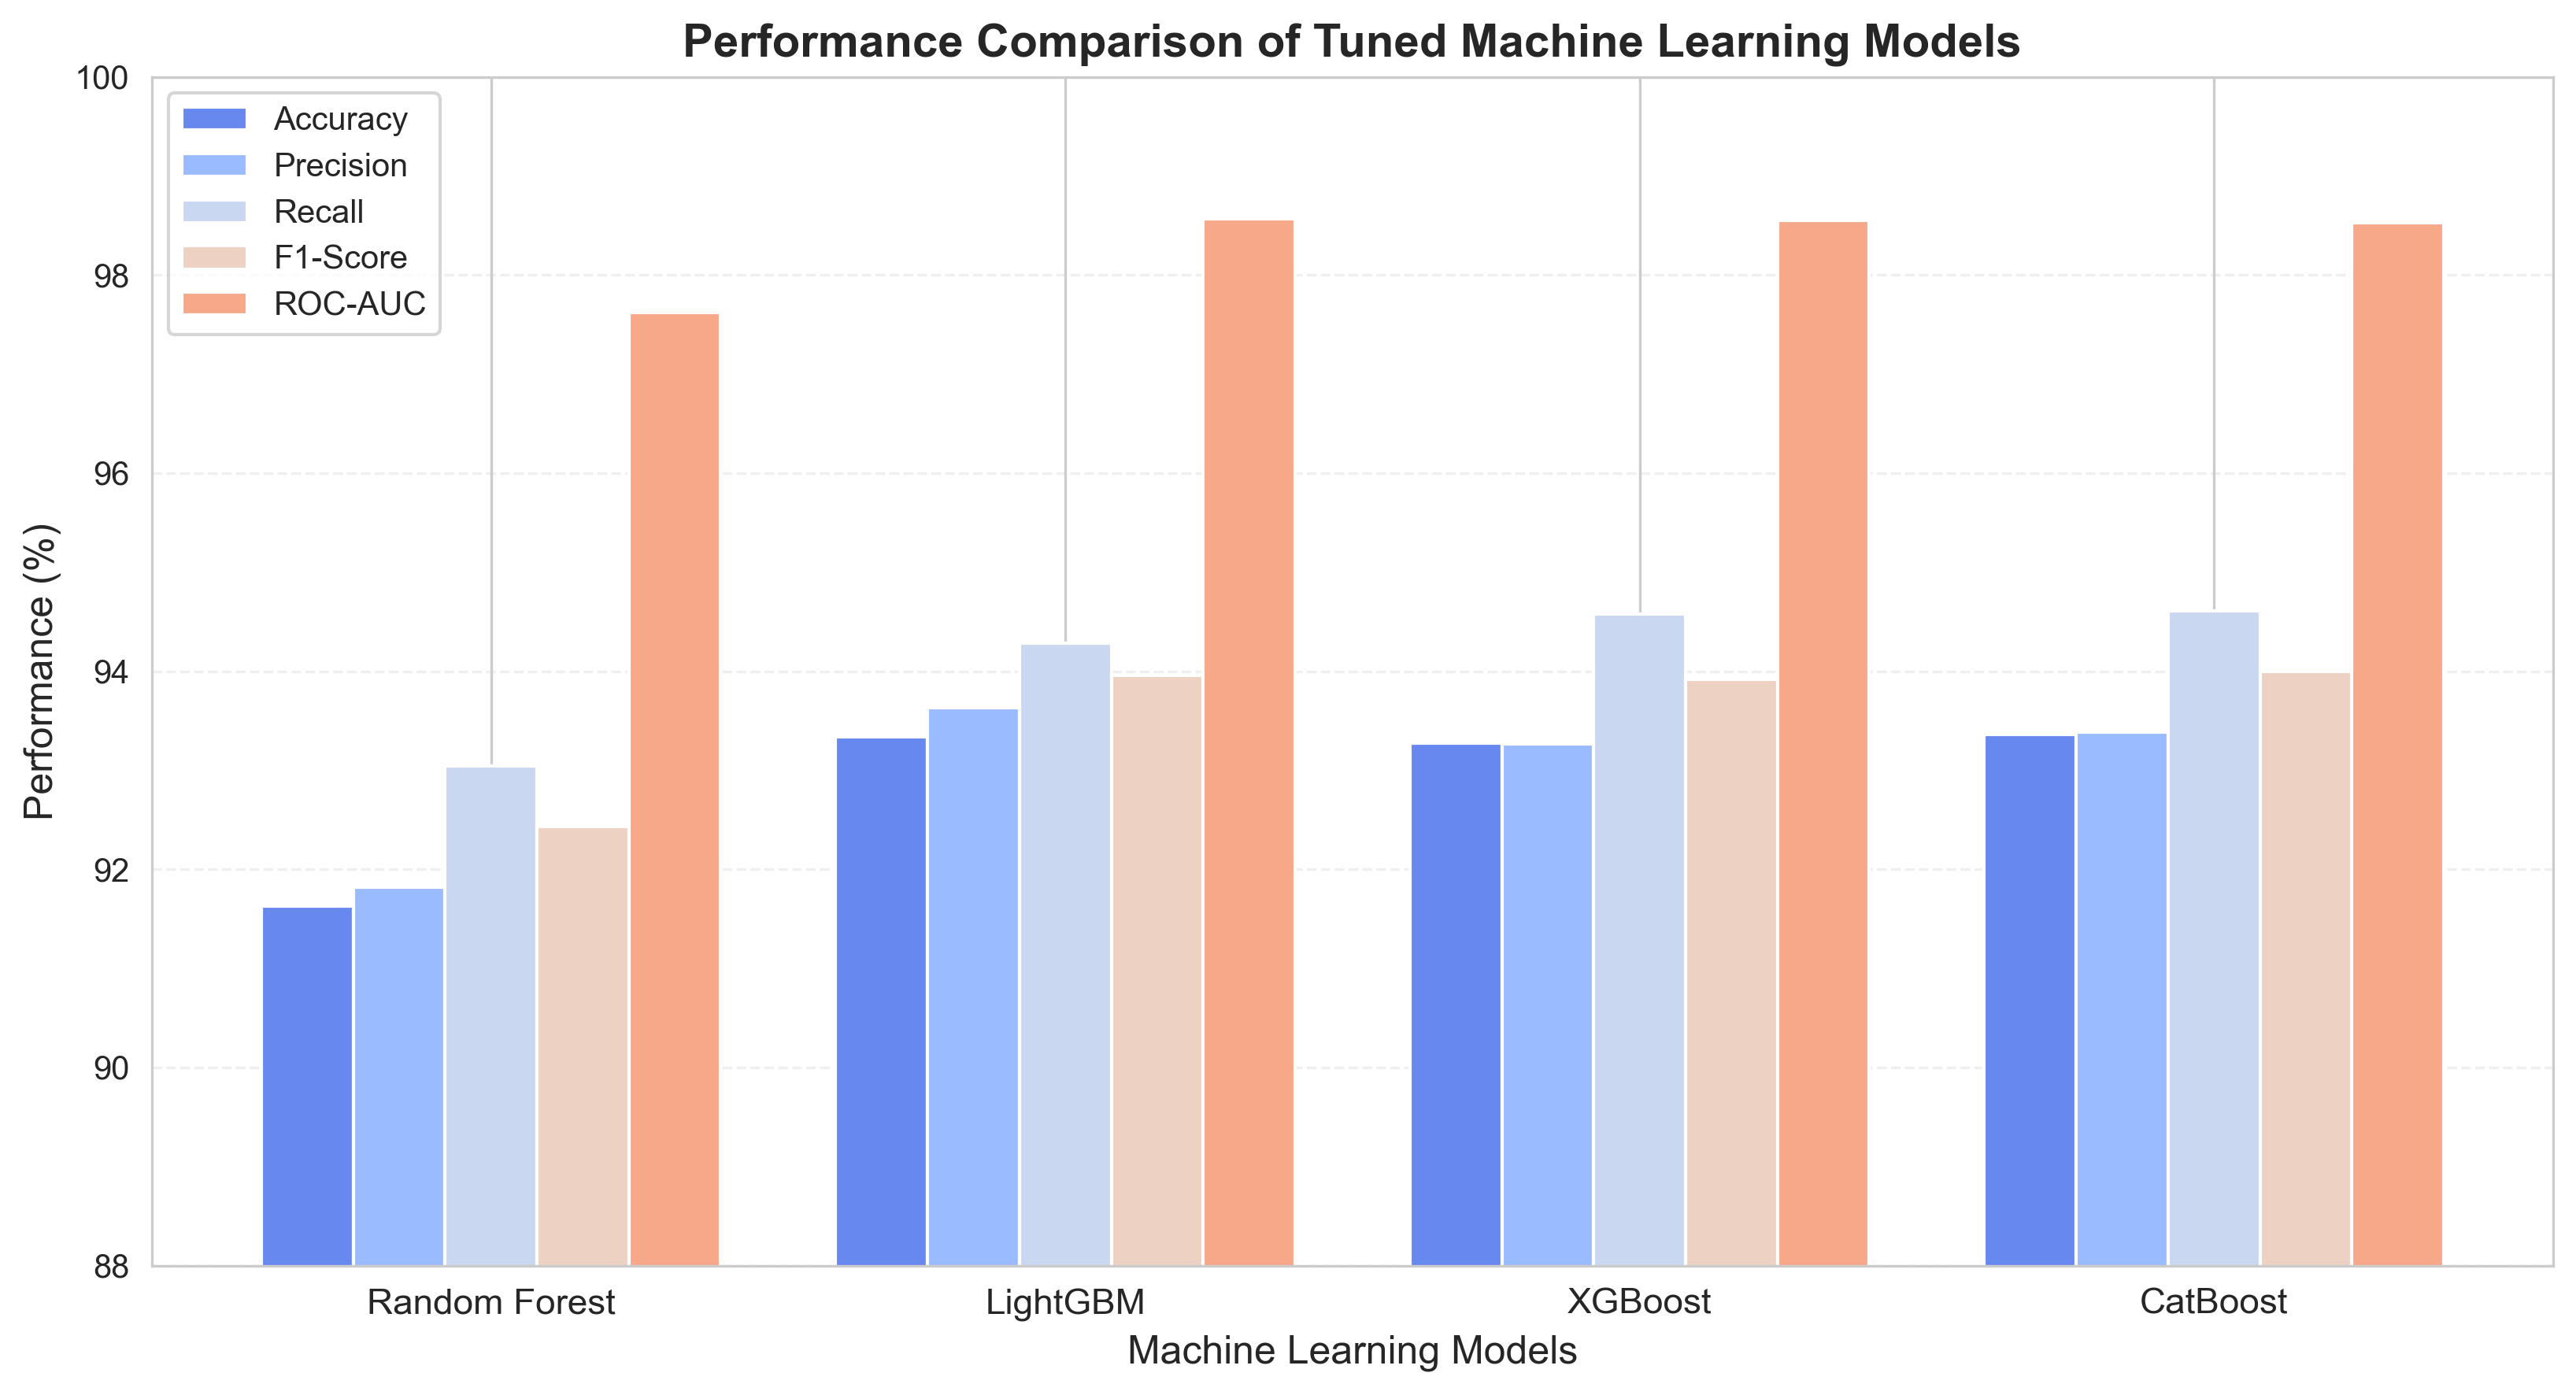 Performance Comparison of Tuned Machine Learning Models
100
98
96
94
92
90
88
Performance (%)
Accuracy
Precision
Recall
F1-Score
ROC-AUC
Random Forest
LightGBM
XGBoost
CatBoost
Machine Learning Models